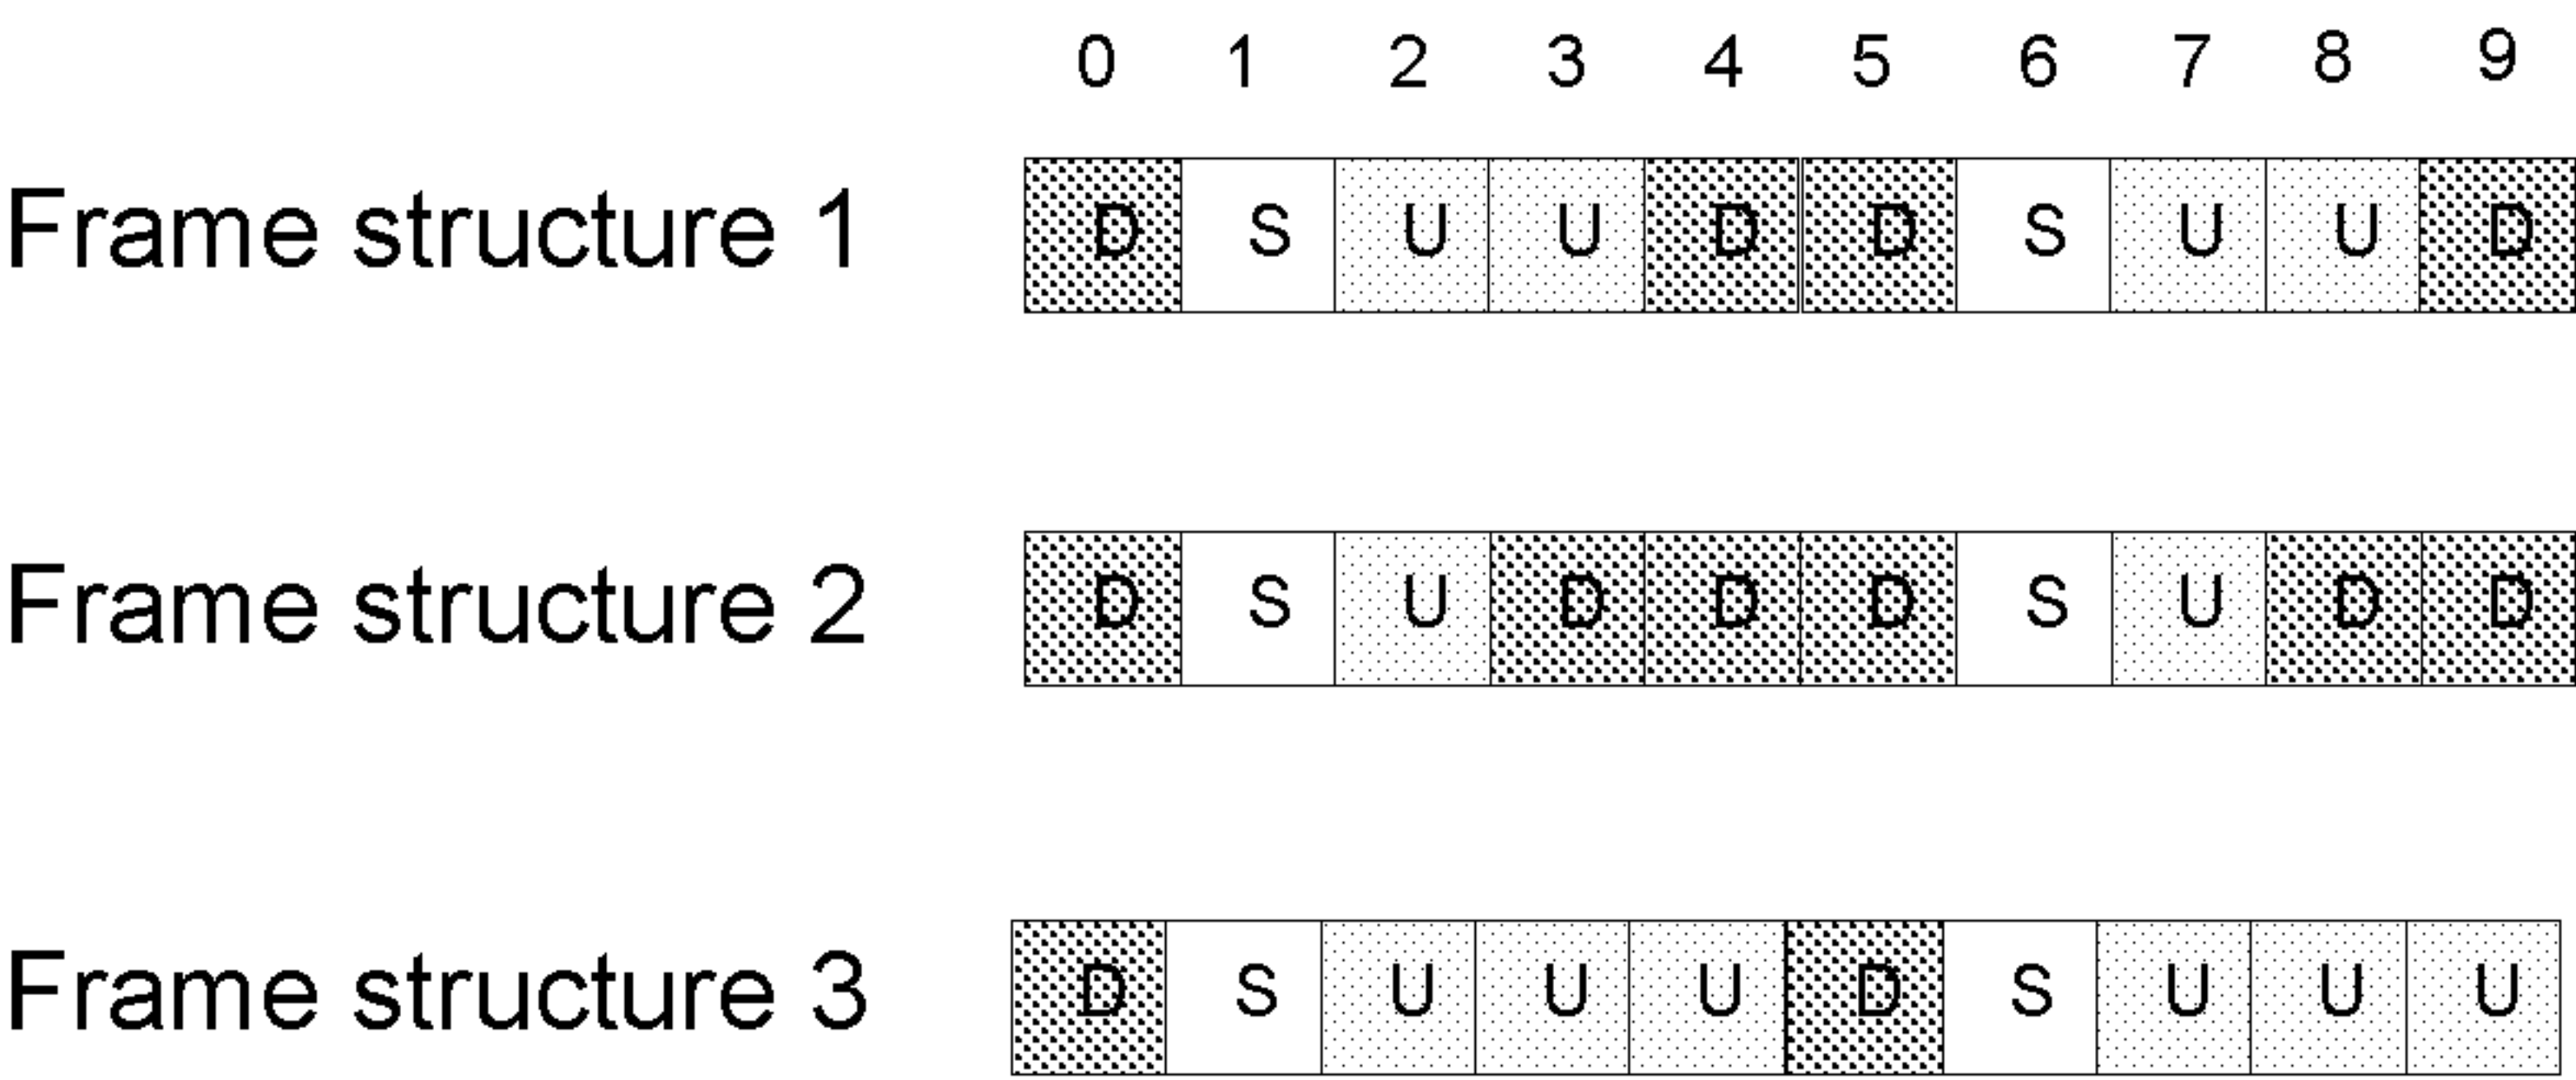 0 1 2 3 4 5 6 7 8 9
Frame structure 1 D S U U D D S U U D
Frame structure 2 D S U D D D S U D D
Frame structure 3 D S U U U D S U U U